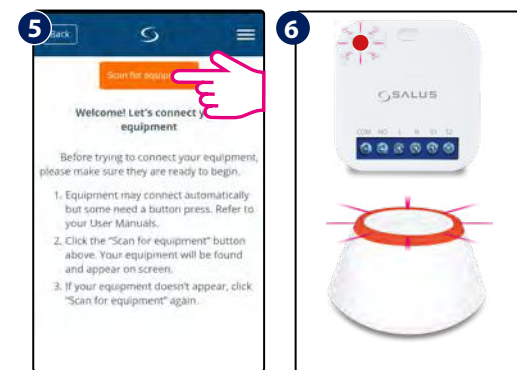 5
Back
Scan for equip
Welcome! Let's connect y
equipment
Before trying to connect your equipment,
please make sure they are ready to begin.
1. Equipment may connect automatically
but some need a button press. Refer to
your User Manuals.
2. Click the "Scan for equipment" button
above. Your equipment will be found
and appear on screen.
3. If your equipment doesn't appear, click
"Scan for equipment" again.
6
SALUS
COM NO L N S1 S2